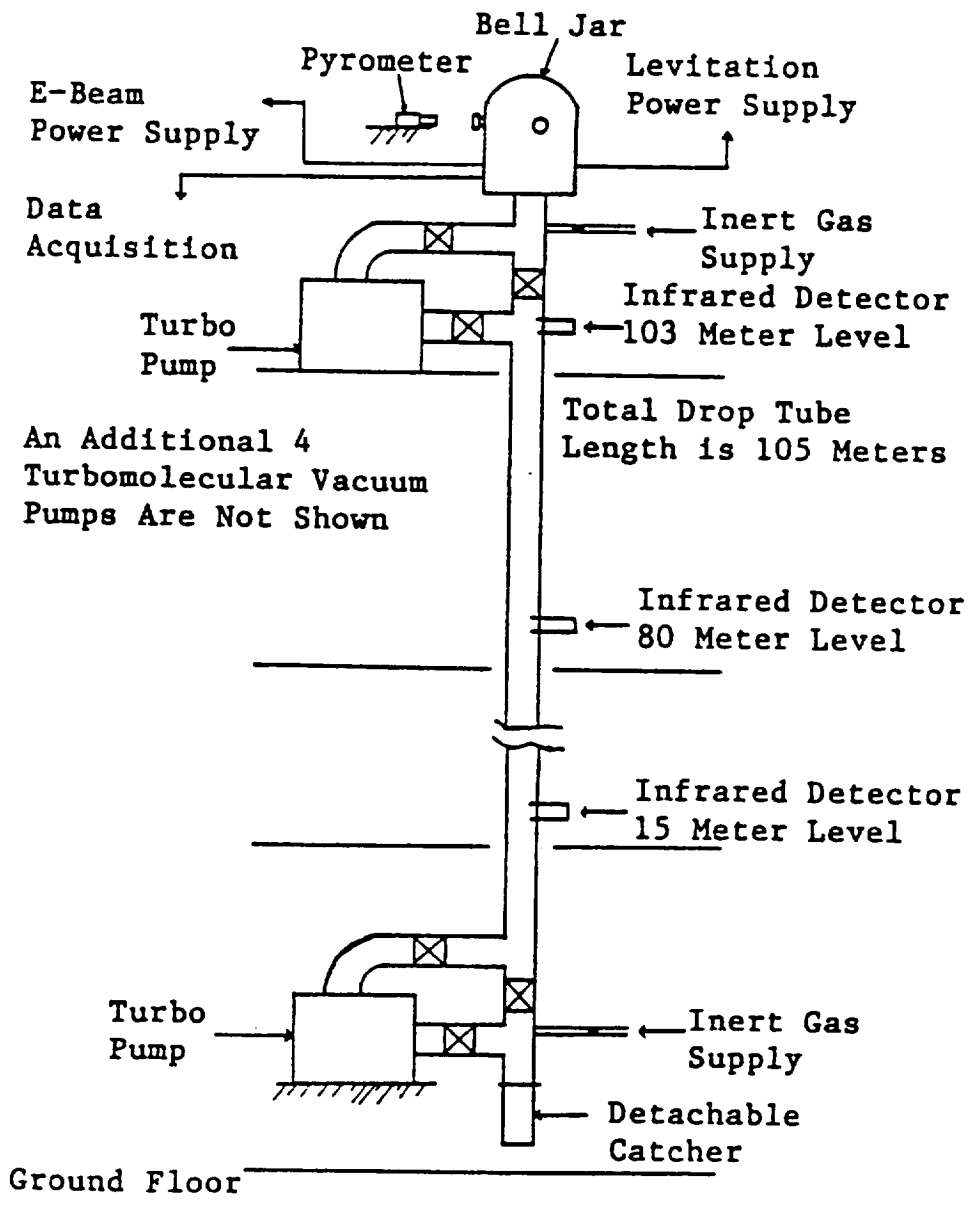 Bell Jar
Pyrometer
Levitation
Power Supply
E-Beam
Power Supply
Data
Acquisition
Inert Gas
Supply
Infrared Detector
103 Meter Level
Turbo
Pump
Total Drop Tube
Length is 105 Meters
An Additional 4
Turbomolecular Vacuum
Pumps Are Not Shown
Infrared Detector
80 Meter Level
Infrared Detector
15 Meter Level
Turbo
Pump
Inert Gas
Supply
Detachable
Catcher
Ground Floor